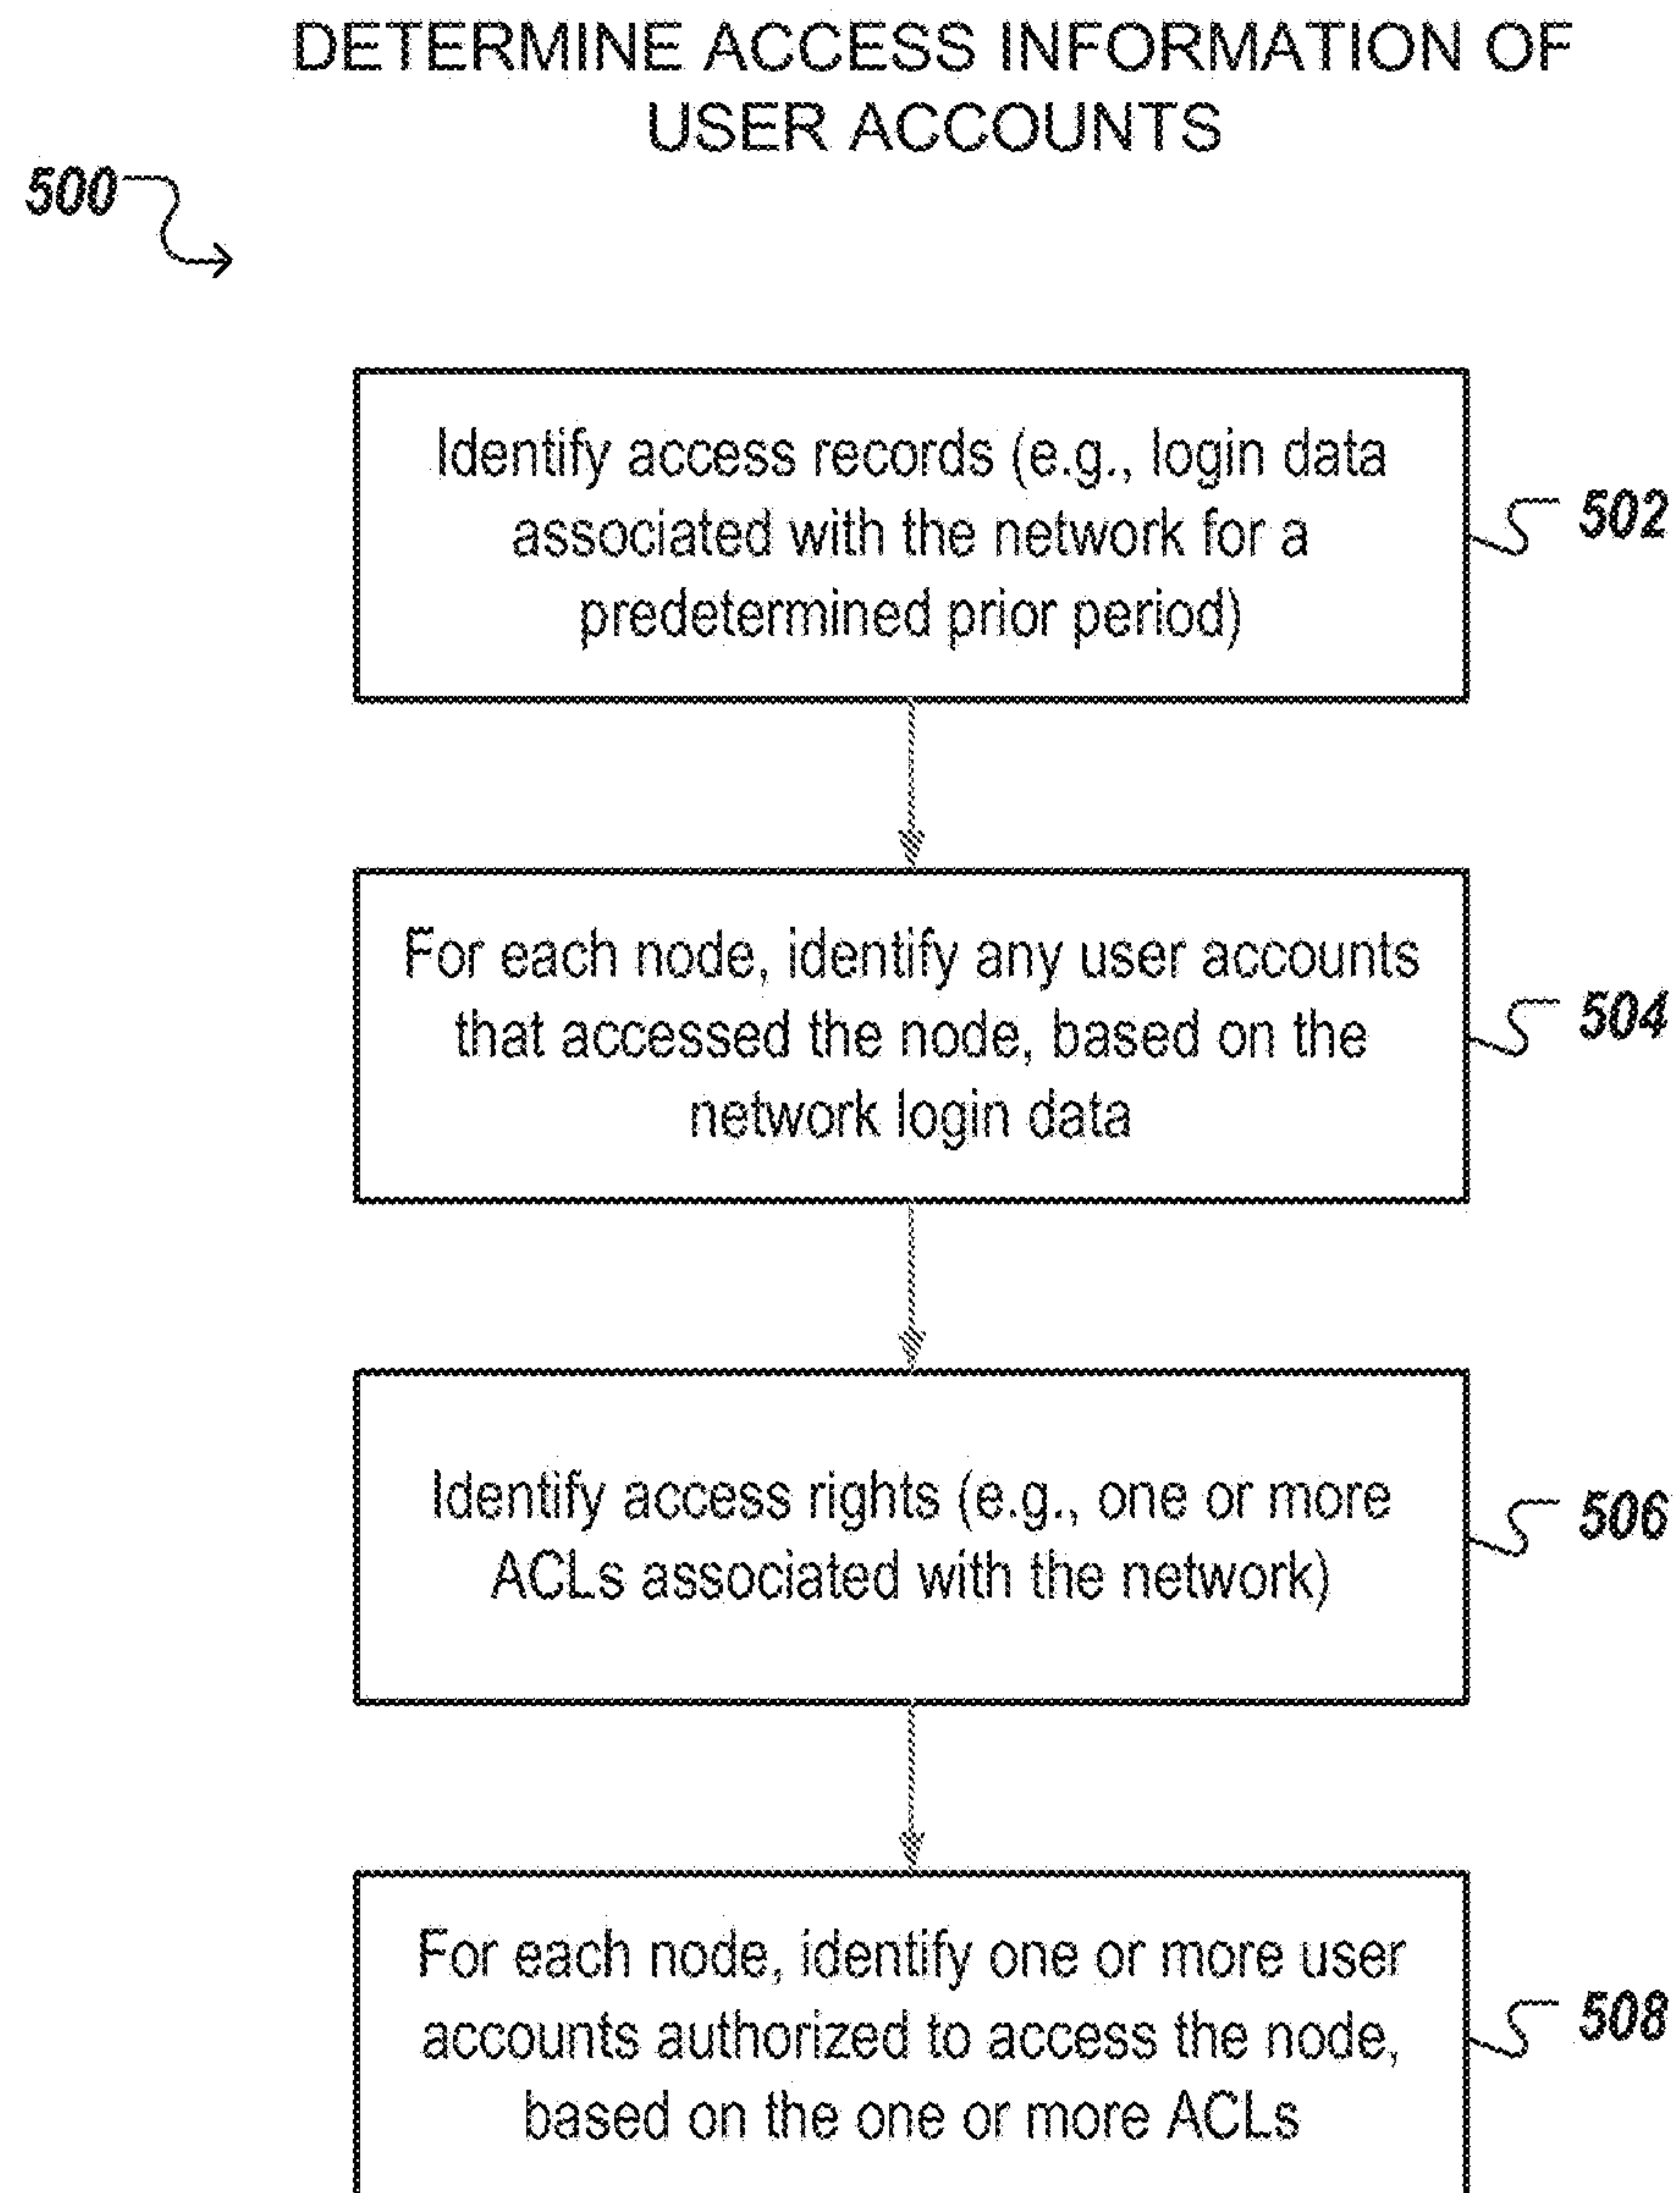 DETERMINE ACCESS INFORMATION OF
USER ACCOUNTS
500
Identify access records (e.g., login data
associated with the network for a
predetermined prior period)
502
For each node, identify any user accounts
that accessed the node, based on the
network login data
504
Identify access rights (e.g., one or more
ACLs associated with the network)
506
For each node, identify one or more user
accounts authorized to access the node,
based on the one or more ACLs
508